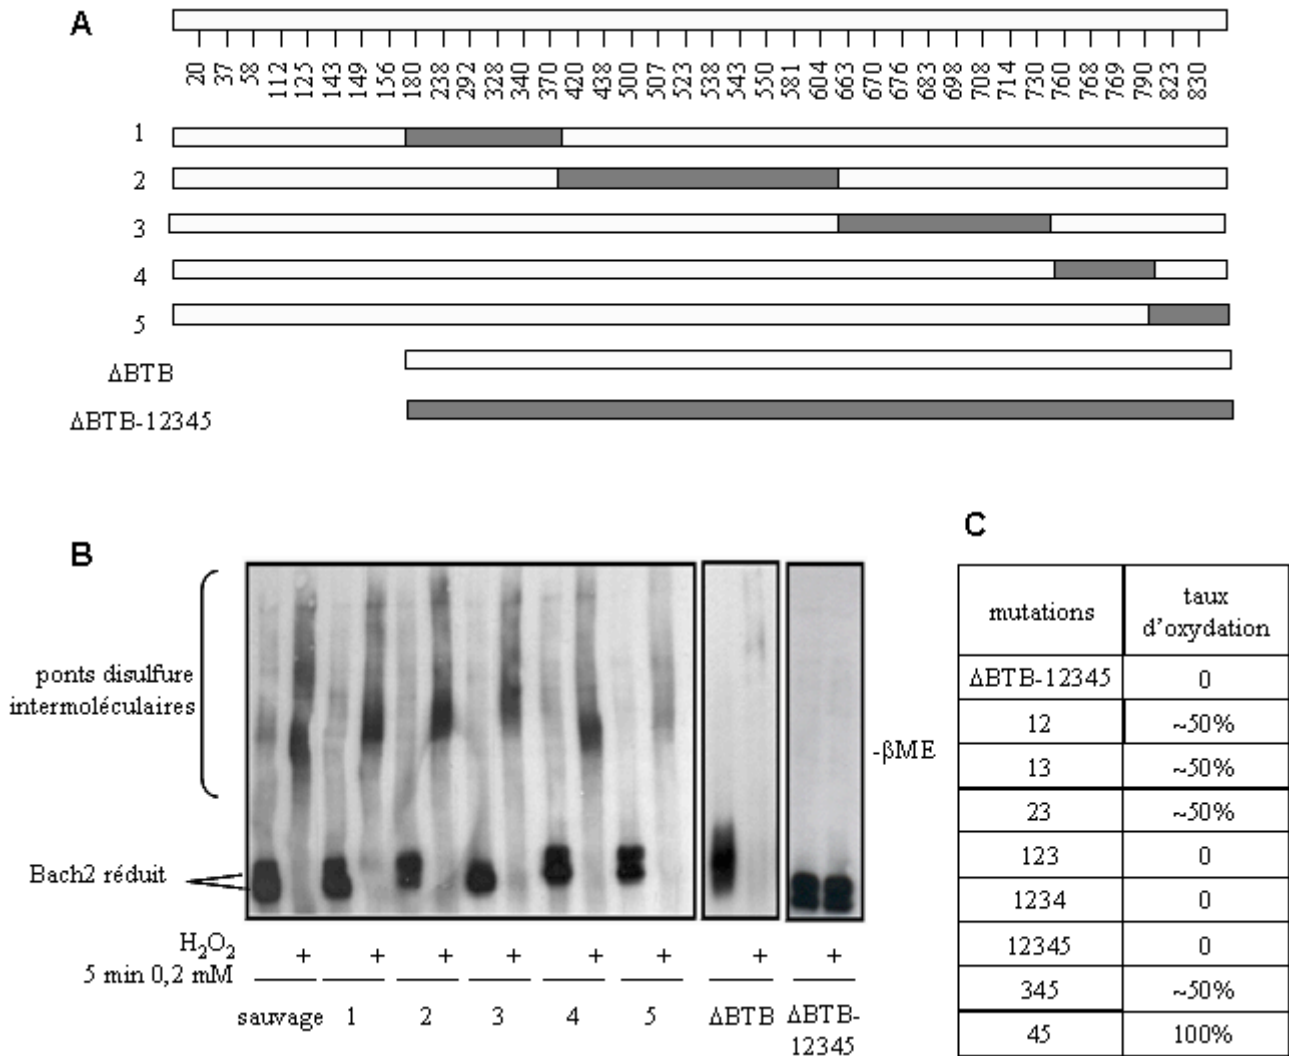 A
20 37 58 112 125 143 149 180 238 292 328 340 370 420 438 500 507 523 538 543 550 581 604 663 670 676 683 698 708 714 730 760 768 769 790 823 830
1
2
3
4
5
ΔBTB
ΔBTB-12345
B
ponts disulfure
intermoléculaires
-βME
Bach2 réduit
H₂O₂
+ + + + + + + +
5 min 0,2 mM
sauvage 1 2 3 4 5 ΔBTB ΔBTB-
12345
C
mutations taux
d'oxydation
ΔBTB-12345 0
12 ~50%
13 ~50%
23 ~50%
123 0
1234 0
12345 0
345 ~50%
45 100%